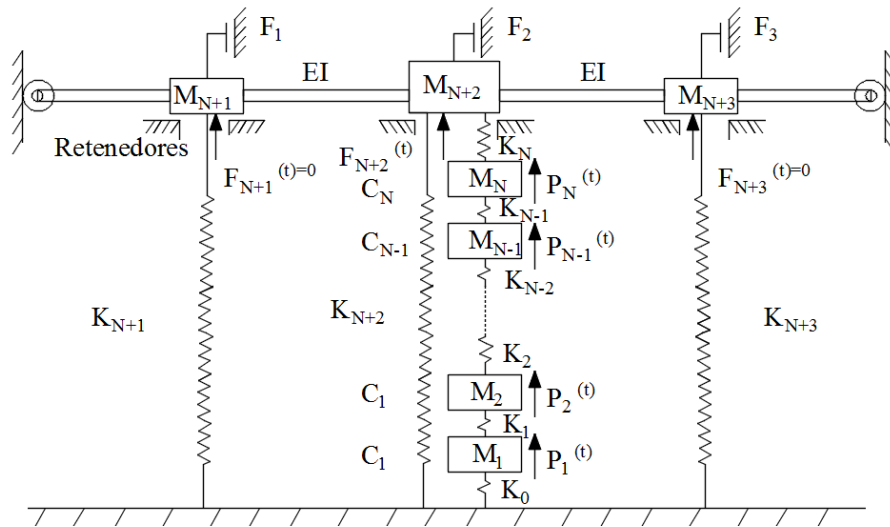 F1
F2
F3
EI
EI
MN+1
MN+2
MN+3
Retenedores
KN
FN+1(t)=0
FN+2(t)
FN+3(t)=0
CN
MN
PN(t)
KN-1
CN-1
MN-1
PN-1(t)
KN-2
KN+1
KN+2
KN+3
K2
C1
M2
P2(t)
K1
C1
M1
P1(t)
K0